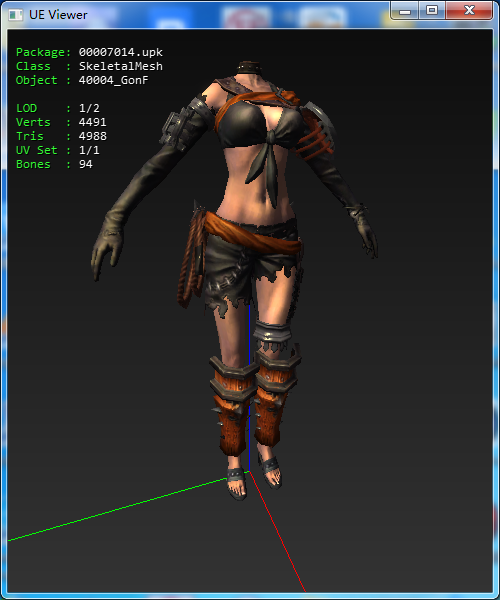 UE Viewer
Package: 00007014.upk
Class : SkeletalMesh
Object : 40004_GonF
LOD : 1/2
Verts : 4491
Tris : 4988
UV Set : 1/1
Bones : 94